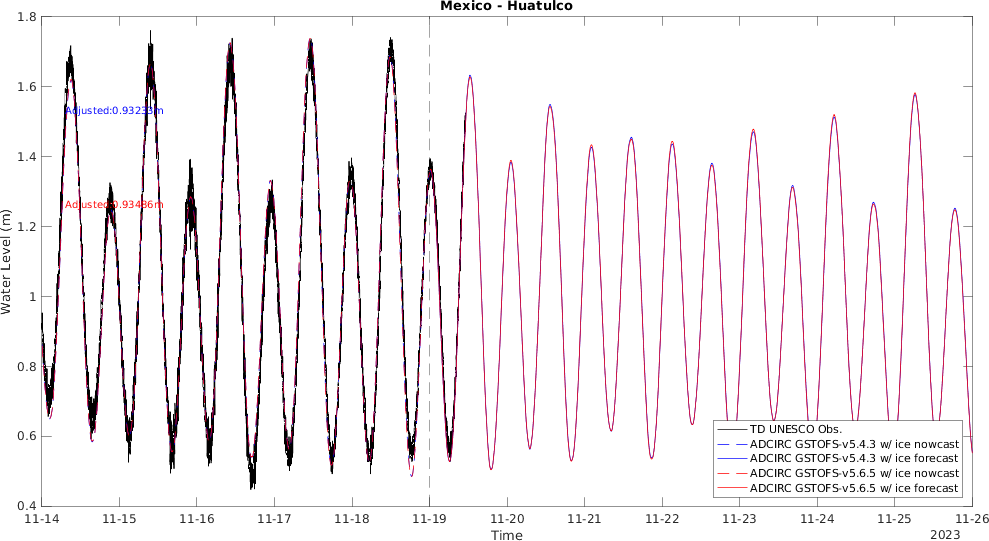 Mexico - Huatulco
1.8
1.6
1.4
1.2
1
0.8
0.6
0.4
Water Level (m)
Adjusted:0.93233m
Adjusted:0.93486m
TD UNESCO Obs.
ADCIRC GSTOFS-v5.4.3 w/ ice nowcast
ADCIRC GSTOFS-v5.4.3 w/ ice forecast
ADCIRC GSTOFS-v5.6.5 w/ ice nowcast
ADCIRC GSTOFS-v5.6.5 w/ ice forecast
11-14 11-15 11-16 11-17 11-18 11-19 11-20 11-21 11-22 11-23 11-24 11-25 11-26
Time
2023